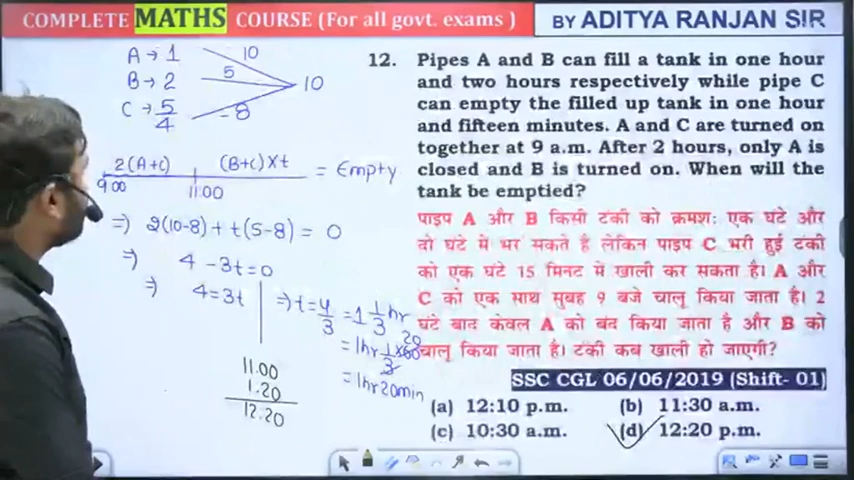 COMPLETE MATHS COURSE (For all govt. exams)
BY ADITYA RANJAN SIR
A → 1
B → 2
C → 5/4
10
5
-8
10
2(A+C) (B+C)×t = Empty
9:00 11:00
⇒ 2(10-8) + t(5-8) = 0
⇒ 4 - 3t = 0
⇒ 4 = 3t ⇒ t = 4/3 = 1 1/3 hr
= 1hr 1/3 × 60 20
= 1hr 20min
11.00
1.20
12.20
12. Pipes A and B can fill a tank in one hour
and two hours respectively while pipe C
can empty the filled up tank in one hour
and fifteen minutes. A and C are turned on
together at 9 a.m. After 2 hours, only A is
closed and B is turned on. When will the
tank be emptied?
पाइप A और B किसी टंकी को क्रमश: एक घंटे और
दो घंटे में भर सकते है लेकिन पाइप C भरी हुई टंकी
को एक घंटे 15 मिनट में खाली कर सकता है। A और
C को एक साथ सुबह 9 बजे चालू किया जाता है। 2
घंटे बाद केवल A को बंद किया जाता है और B को
चालू किया जाता है। टंकी कब खाली हो जाएगी?
SSC CGL 06/06/2019 (Shift- 01)
(a) 12:10 p.m. (b) 11:30 a.m.
(c) 10:30 a.m. (d) 12:20 p.m.